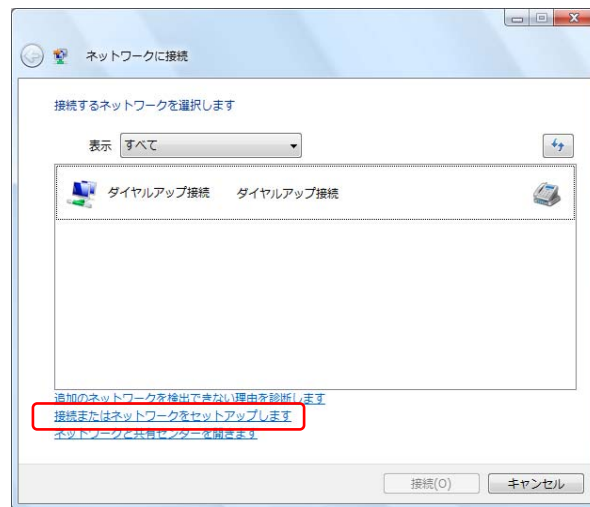 ネットワークに接続
接続するネットワークを選択します
表示 すべて
ダイヤルアップ接続 ダイヤルアップ接続
追加のネットワークを検出できない理由を診断します
接続またはネットワークをセットアップします
ネットワークと共有センターを開きます
接続(O) キャンセル